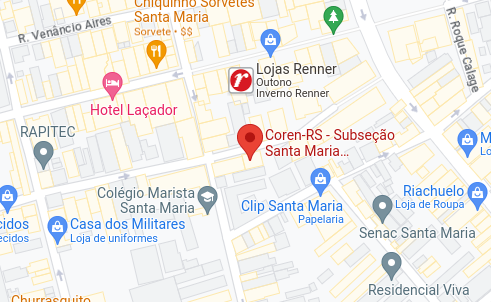 Chiquinho Sorvetes
Santa Maria
Sorvete • $$
R. Venâncio Aires
R. Roque Calage
Lojas Renner
Outono
Inverno Renner
Hotel Laçador
RAPITEC
Coren-RS - Subseção
Santa Maria...
Colégio Marista
Santa Maria
Clip Santa Maria
Papelaria
Riachuelo
Loja de Roupa
M
L
Casa dos Militares
Loja de uniformes
cidos
ecidos
Senac Santa Maria
Residencial Viva
Churrasquito